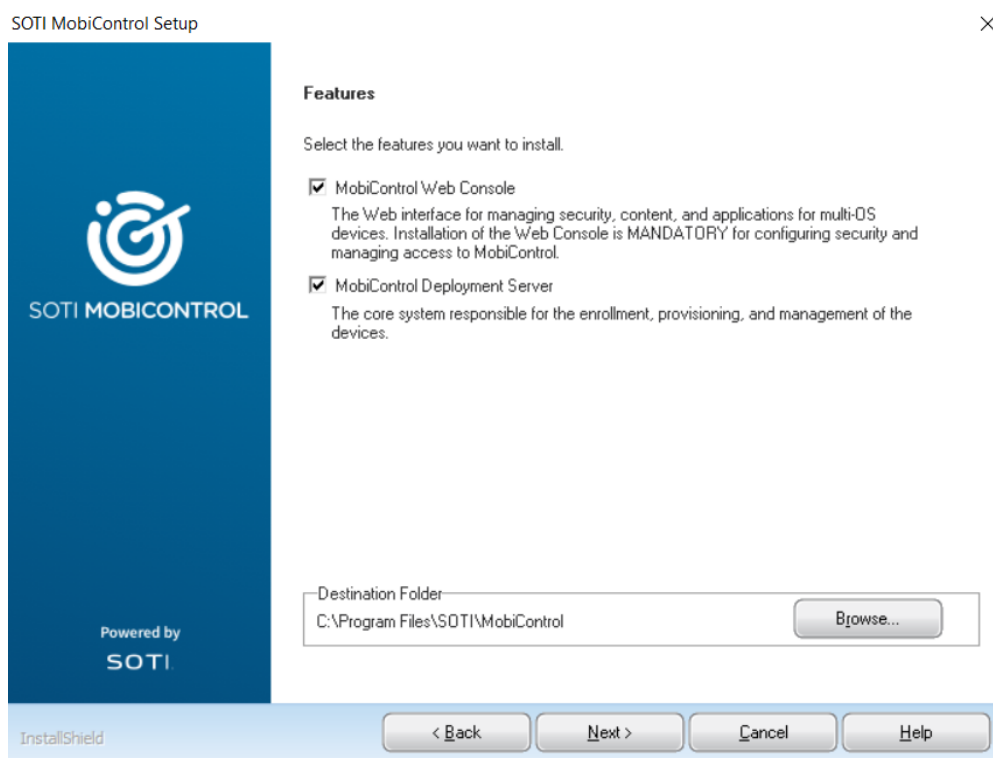 SOTI MobiControl Setup
Features
Select the features you want to install.
MobiControl Web Console
The Web interface for managing security, content, and applications for multi-OS
devices. Installation of the Web Console is MANDATORY for configuring security and
managing access to MobiControl.
MobiControl Deployment Server
The core system responsible for the enrollment, provisioning, and management of the
devices.
SOTI MOBICONTROL
Destination Folder
C:\Program Files\SOTI\MobiControl
Browse...
Powered by
SOTI
InstallShield
< Back
Next >
Cancel
Help